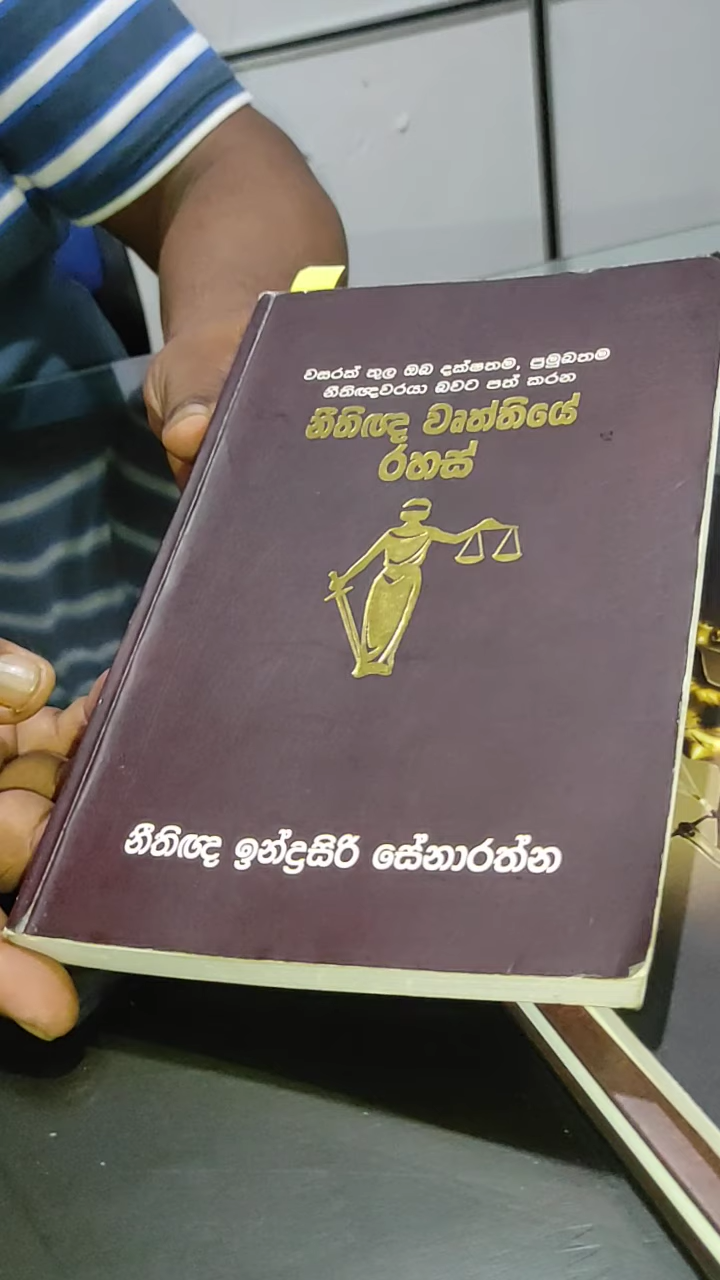 වසරක් තුල ඔබ දක්ෂතම, ප්‍රමුඛතම
නීතිඥවරයා බවට පත් කරන
නීතිඥ වෘත්තියේ
රහස්
නීතිඥ ඉන්ද්‍රසිරි සේනාරත්න